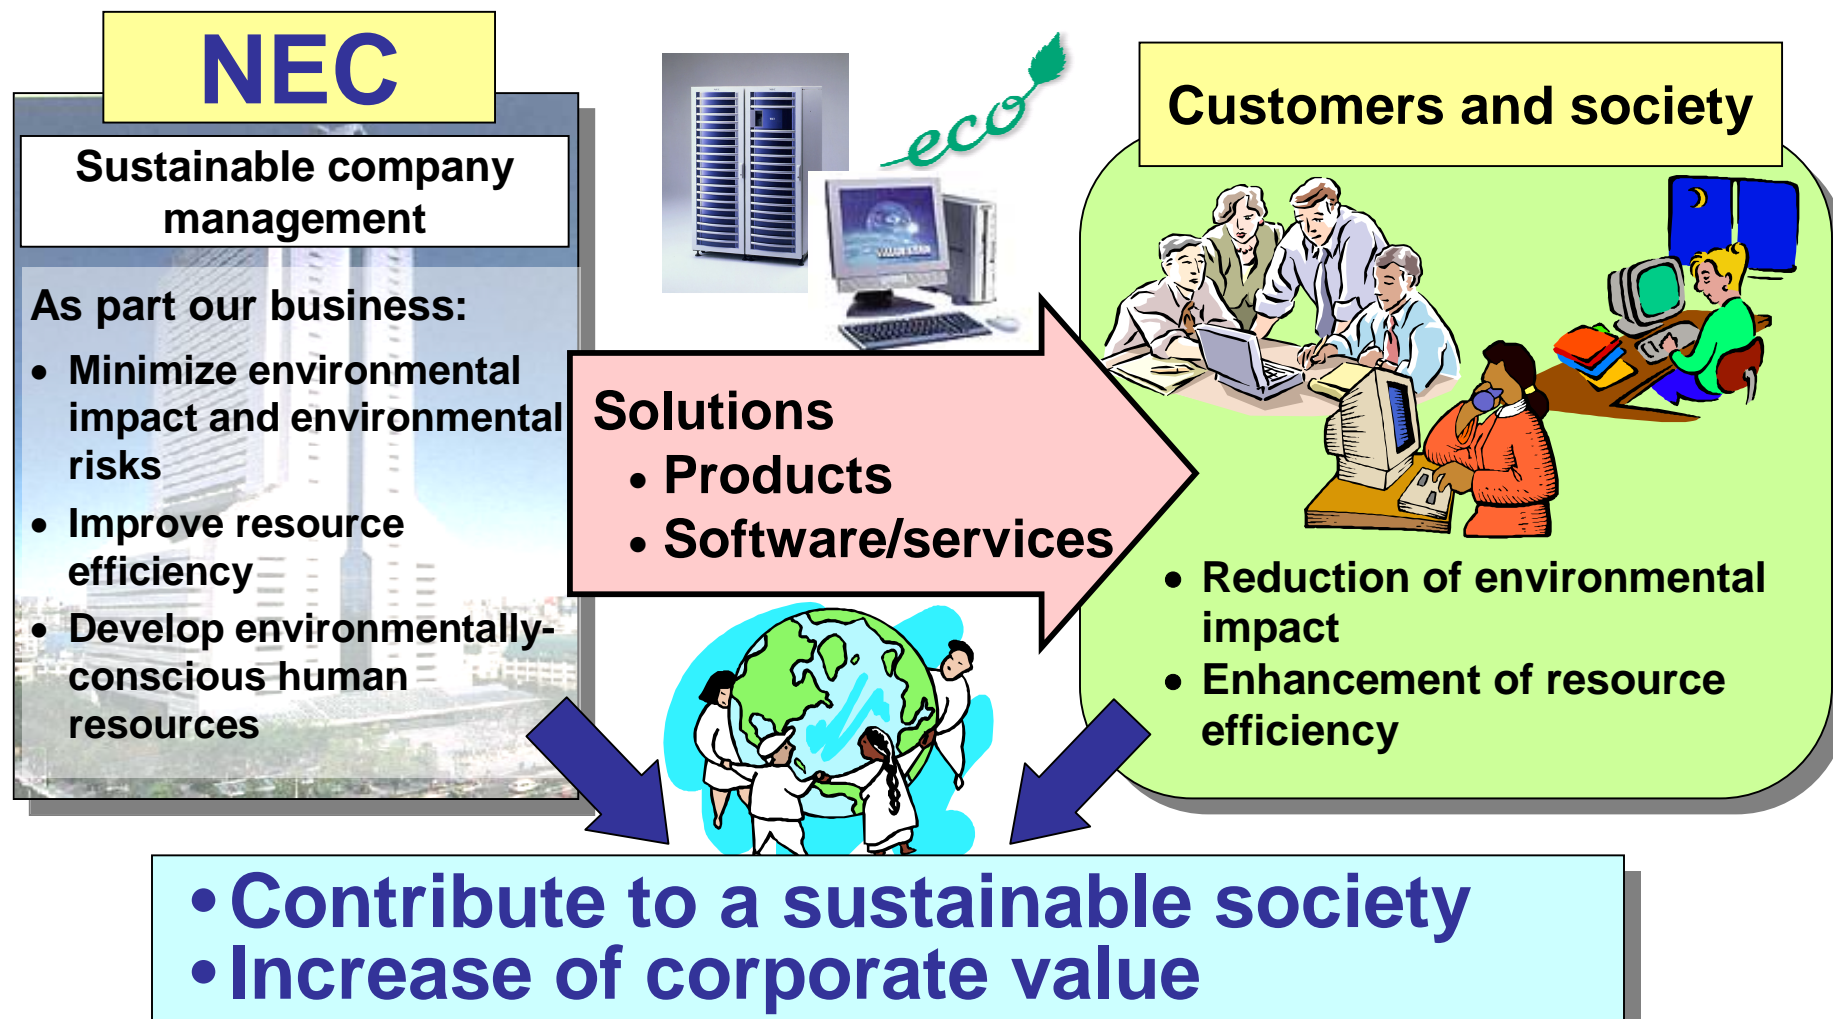 NEC
Sustainable company
management
As part our business:
• Minimize environmental
impact and environmental
risks
• Improve resource
efficiency
• Develop environmentally-
conscious human
resources
eco
Solutions
• Products
• Software/services
Customers and society
• Reduction of environmental
impact
• Enhancement of resource
efficiency
• Contribute to a sustainable society
• Increase of corporate value